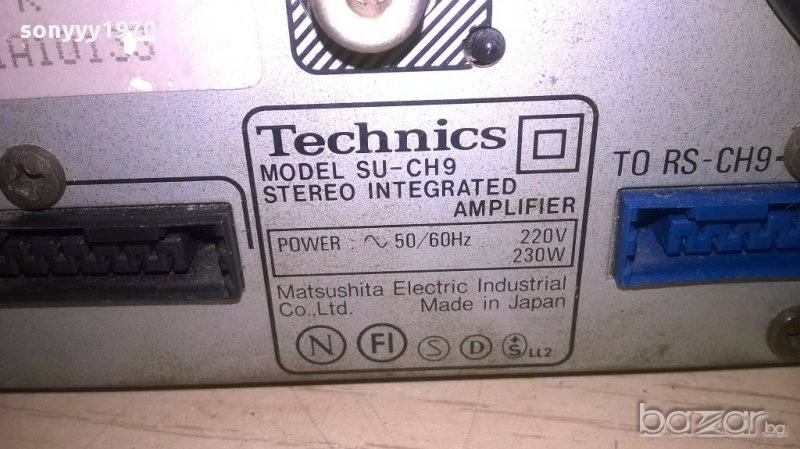 sonyyy1970
R
1A10133
Technics
MODEL SU-CH9
STEREO INTEGRATED
AMPLIFIER
TO RS-CH9
POWER : ∿ 50/60Hz 220V
230W
Matsushita Electric Industrial
Co.,Ltd. Made in Japan
N FI S D +S LL2
bazar.bg